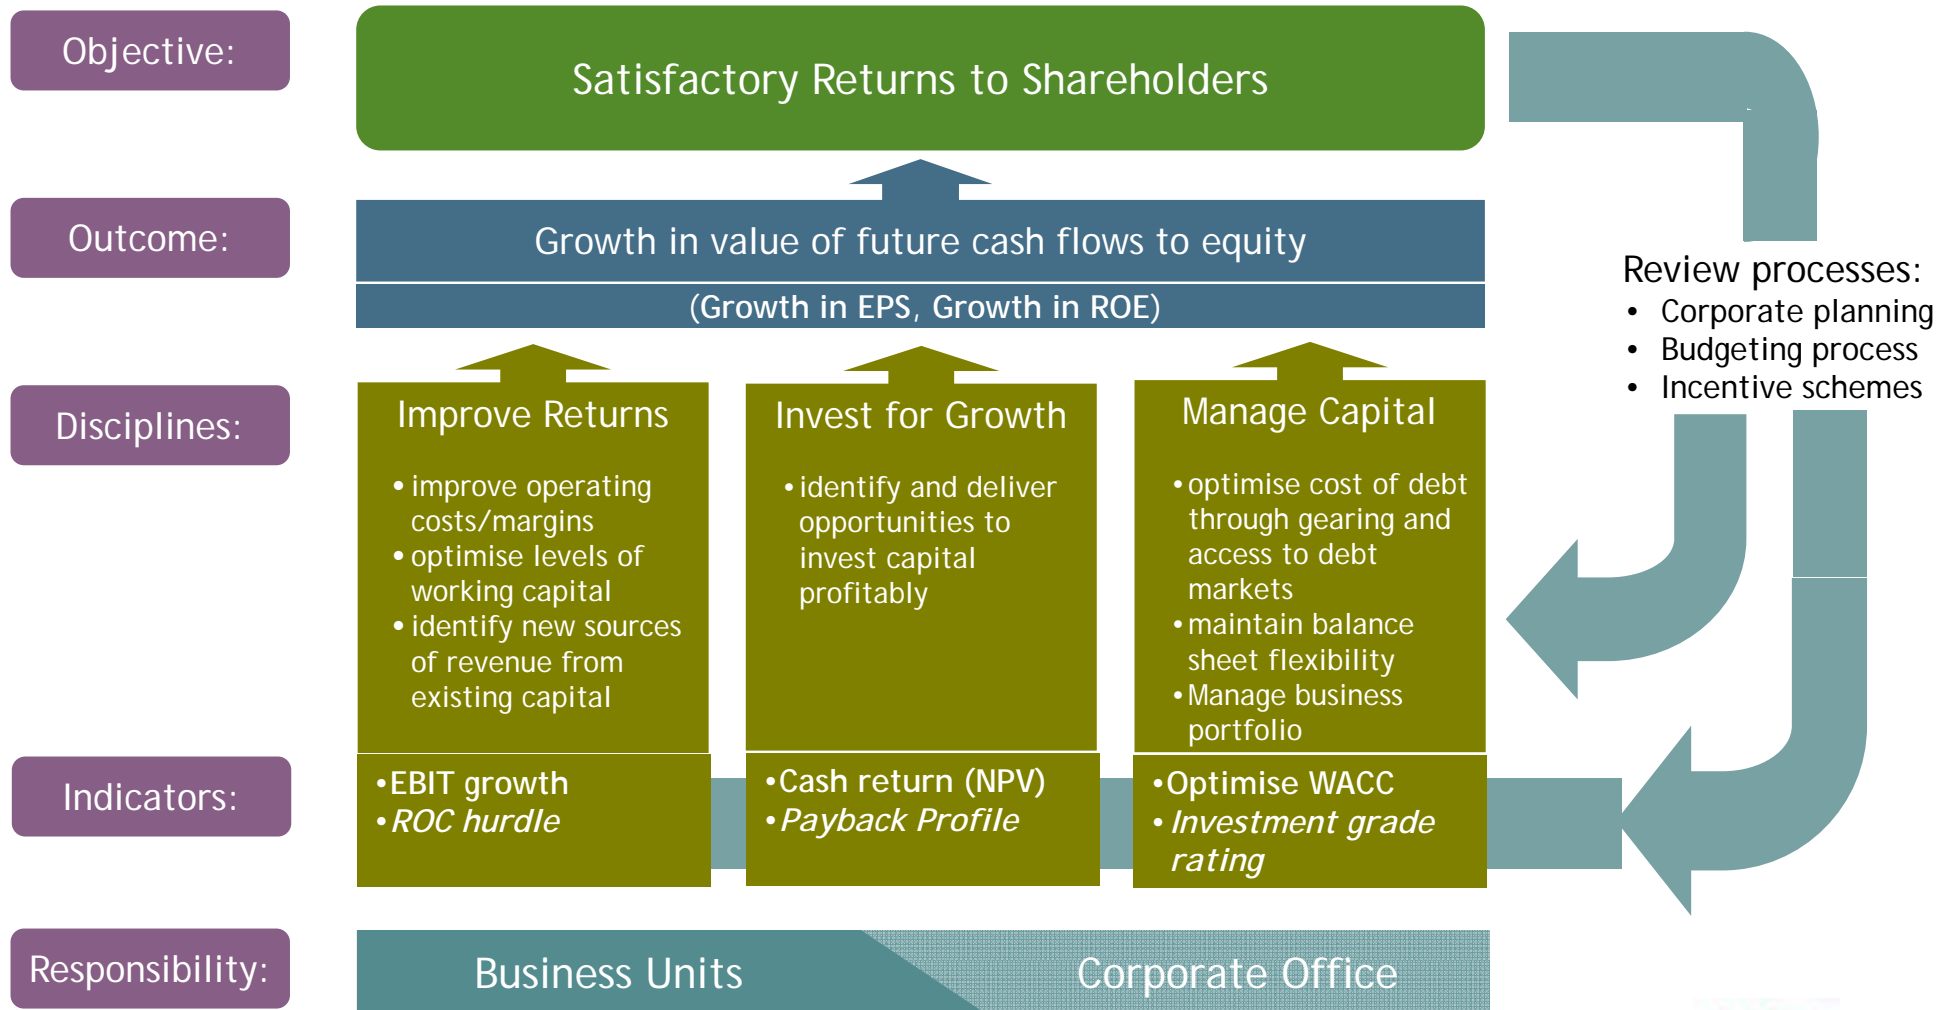 Objective:
Satisfactory Returns to Shareholders
Outcome:
Growth in value of future cash flows to equity
(Growth in EPS, Growth in ROE)
Review processes:
• Corporate planning
• Budgeting process
• Incentive schemes
Disciplines:
Improve Returns
• improve operating
costs/margins
• optimise levels of
working capital
• identify new sources
of revenue from
existing capital
Invest for Growth
• identify and deliver
opportunities to
invest capital
profitably
Manage Capital
• optimise cost of debt
through gearing and
access to debt
markets
• maintain balance
sheet flexibility
• Manage business
portfolio
Indicators:
• EBIT growth
• ROC hurdle
• Cash return (NPV)
• Payback Profile
• Optimise WACC
• Investment grade
rating
Responsibility:
Business Units
Corporate Office